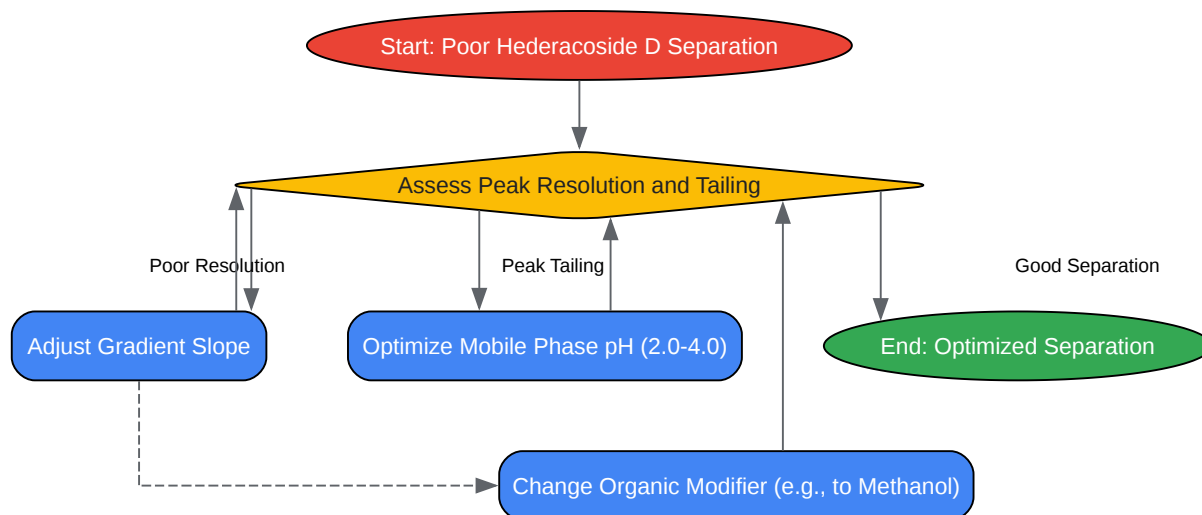 Start: Poor Hederacoside D Separation
Assess Peak Resolution and Tailing
Poor Resolution
Peak Tailing
Good Separation
Adjust Gradient Slope
Optimize Mobile Phase pH (2.0-4.0)
End: Optimized Separation
Change Organic Modifier (e.g., to Methanol)